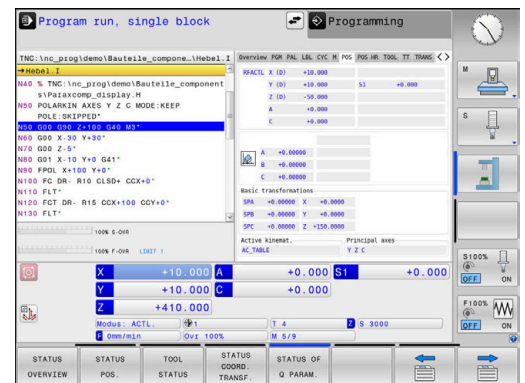 Program run, single block
Programming
TNC:\nc_prog\demo\Bauteile_compone…\Hebel.I
→Hebel.I
N40 % TNC:\nc_prog\demo\Bauteile_component
s\Paraxcomp_display.H
N50 POLARKIN AXES Y Z C MODE:KEEP
POLE:SKIPPED*
N50 G00 G90 Z+100 G40 M3*
N60 G00 X-30 Y+30*
N70 G00 Z-5*
N80 G01 X-10 Y+0 G41*
N90 FPOL X+100 Y+0*
N100 FC DR- R10 CLSD+ CCX+0*
N110 FLT*
N120 FCT DR- R15 CCX+100 CCY+0*
N130 FLT*
100% S-OVR
100% F-OVR LIMIT 1
Overview PGM PAL LBL CYC M POS POS HR TOOL TT TRANS
RFACTL X (D) +10.000
Y (D) +10.000 S1 +0.000
Z (D) -50.000
A +0.000
C +0.000
A +0.00000
B +0.00000
C +0.00000
Basic transformations
SPA +0.00000 X +0.0000
SPB +0.00000 Y +0.0000
SPC +0.00000 Z +150.0000
Active kinemat. Principal axes
AC_TABLE Y Z C
X +10.000 A +0.000 S1 +0.000
Y +10.000 C +0.000
Z +410.000
Modus: ACTL. 1 T 4 Z S 3000
F 0mm/min Ovr 100% M 5/9
M
S
S100%
OFF ON
F100%
OFF ON
STATUS OVERVIEW
STATUS POS.
TOOL STATUS
STATUS COORD. TRANSF.
STATUS OF Q PARAM.